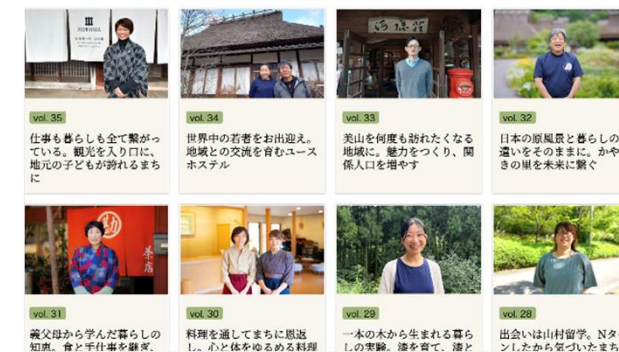 vol. 35
仕事も暮らしも全て繋がっ
ている。観光を入り口に、
地元の子どもが誇れるまち
に
vol. 34
世界中の若者をお出迎え。
地域との交流を育むユース
ホステル
vol. 33
美山を何度も訪れたくなる
地域に。魅力をつくり、関
係人口を増やす
vol. 32
日本の原風景と暮らしの
遣いをそのままに。かや
きの里を未来に繋ぐ
vol. 31
義父母から学んだ暮らしの
知恵。食と手仕事を継ぎ、
茶店
vol. 30
料理を通してまちに恩返
し。心と体をゆるめる料理
vol. 29
一本の木から生まれる暮ら
しの実験。漆を育て、漆と
vol. 28
出会いは山村留学。Nター
ンしたから気づいたまち